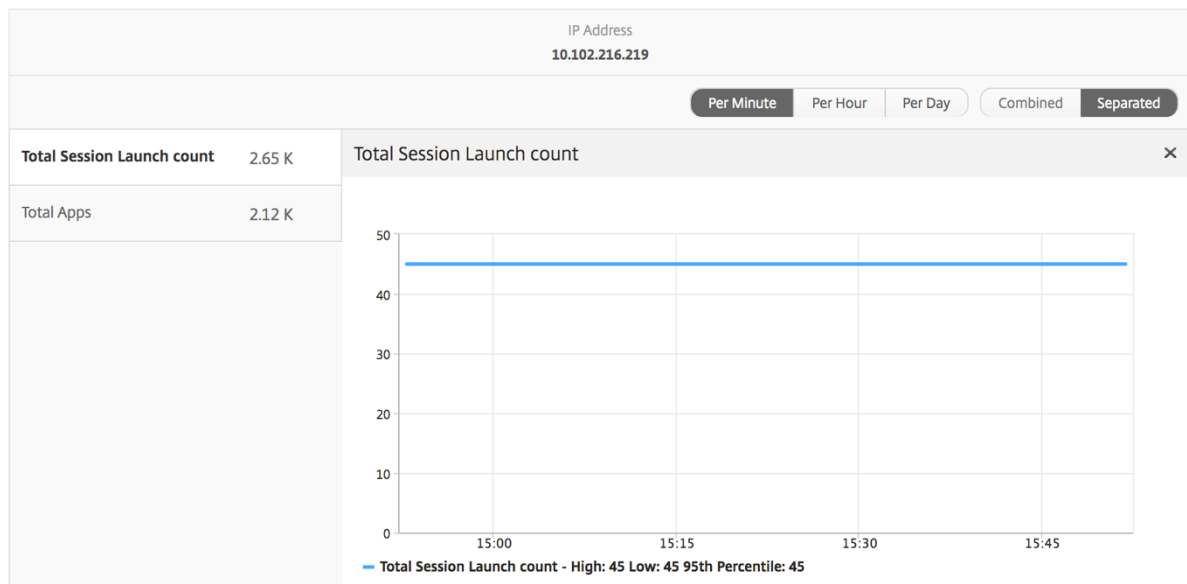 IP Address
10.102.216.219
Per Minute Per Hour Per Day Combined Separated
Total Session Launch count 2.65 K
Total Apps 2.12 K
Total Session Launch count ×
50
40
30
20
10
0
15:00 15:15 15:30 15:45
Total Session Launch count - High: 45 Low: 45 95th Percentile: 45